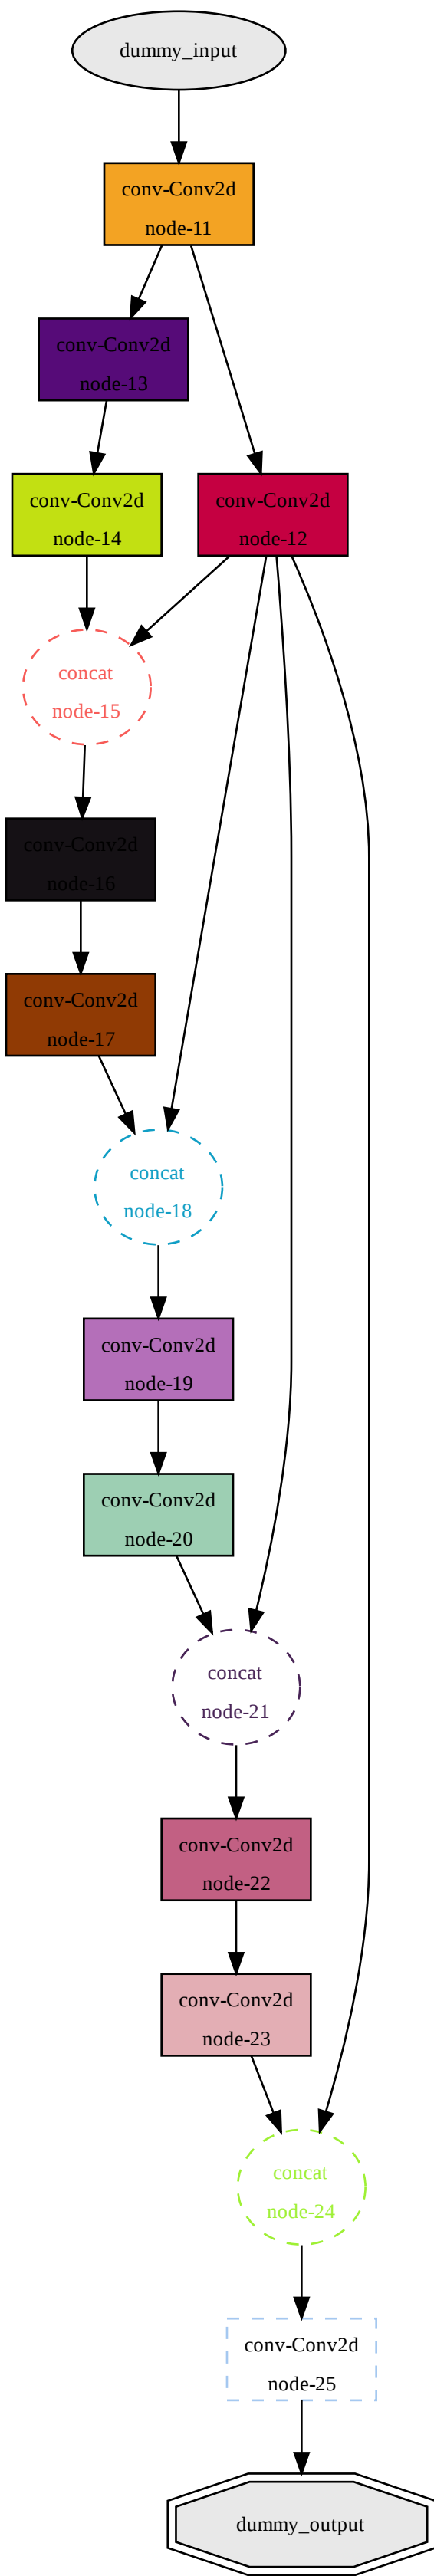 dummy_input
conv-Conv2d
node-11
conv-Conv2d
node-13
conv-Conv2d
node-14
conv-Conv2d
node-12
concat
node-15
conv-Conv2d
node-16
conv-Conv2d
node-17
concat
node-18
conv-Conv2d
node-19
conv-Conv2d
node-20
concat
node-21
conv-Conv2d
node-22
conv-Conv2d
node-23
concat
node-24
conv-Conv2d
node-25
dummy_output